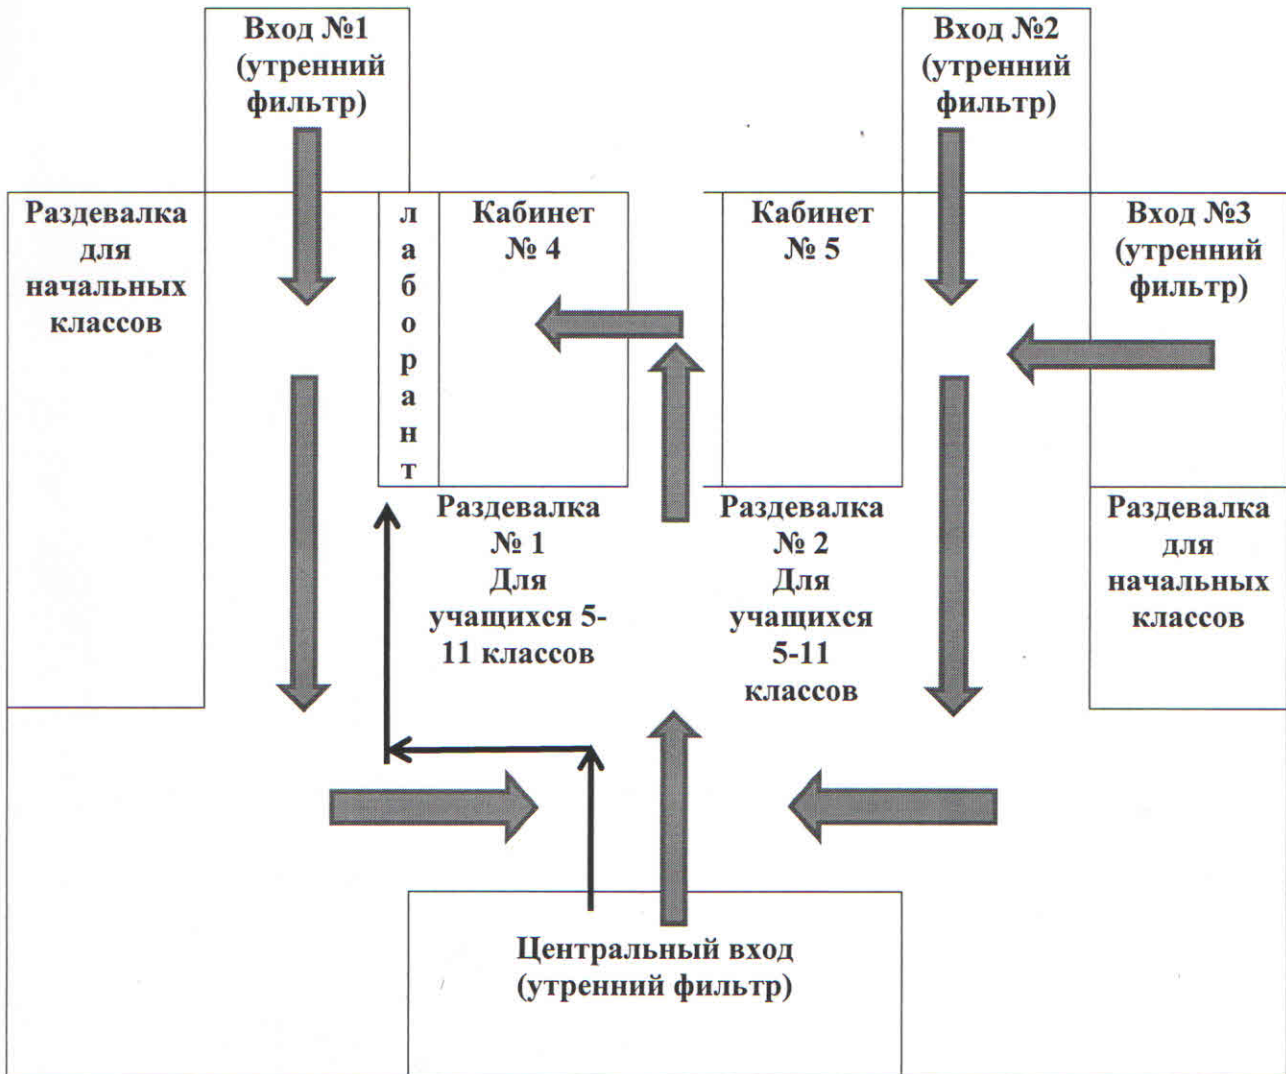 Вход №1
(утренний
фильтр)
Вход №2
(утренний
фильтр)
Раздевалка
для
начальных
классов
л
а
б
о
р
а
н
т
Кабинет
№ 4
Кабинет
№ 5
Вход №3
(утренний
фильтр)
Раздевалка
№ 1
Для
учащихся 5-
11 классов
Раздевалка
№ 2
Для
учащихся
5-11
классов
Раздевалка
для
начальных
классов
Центральный вход
(утренний фильтр)